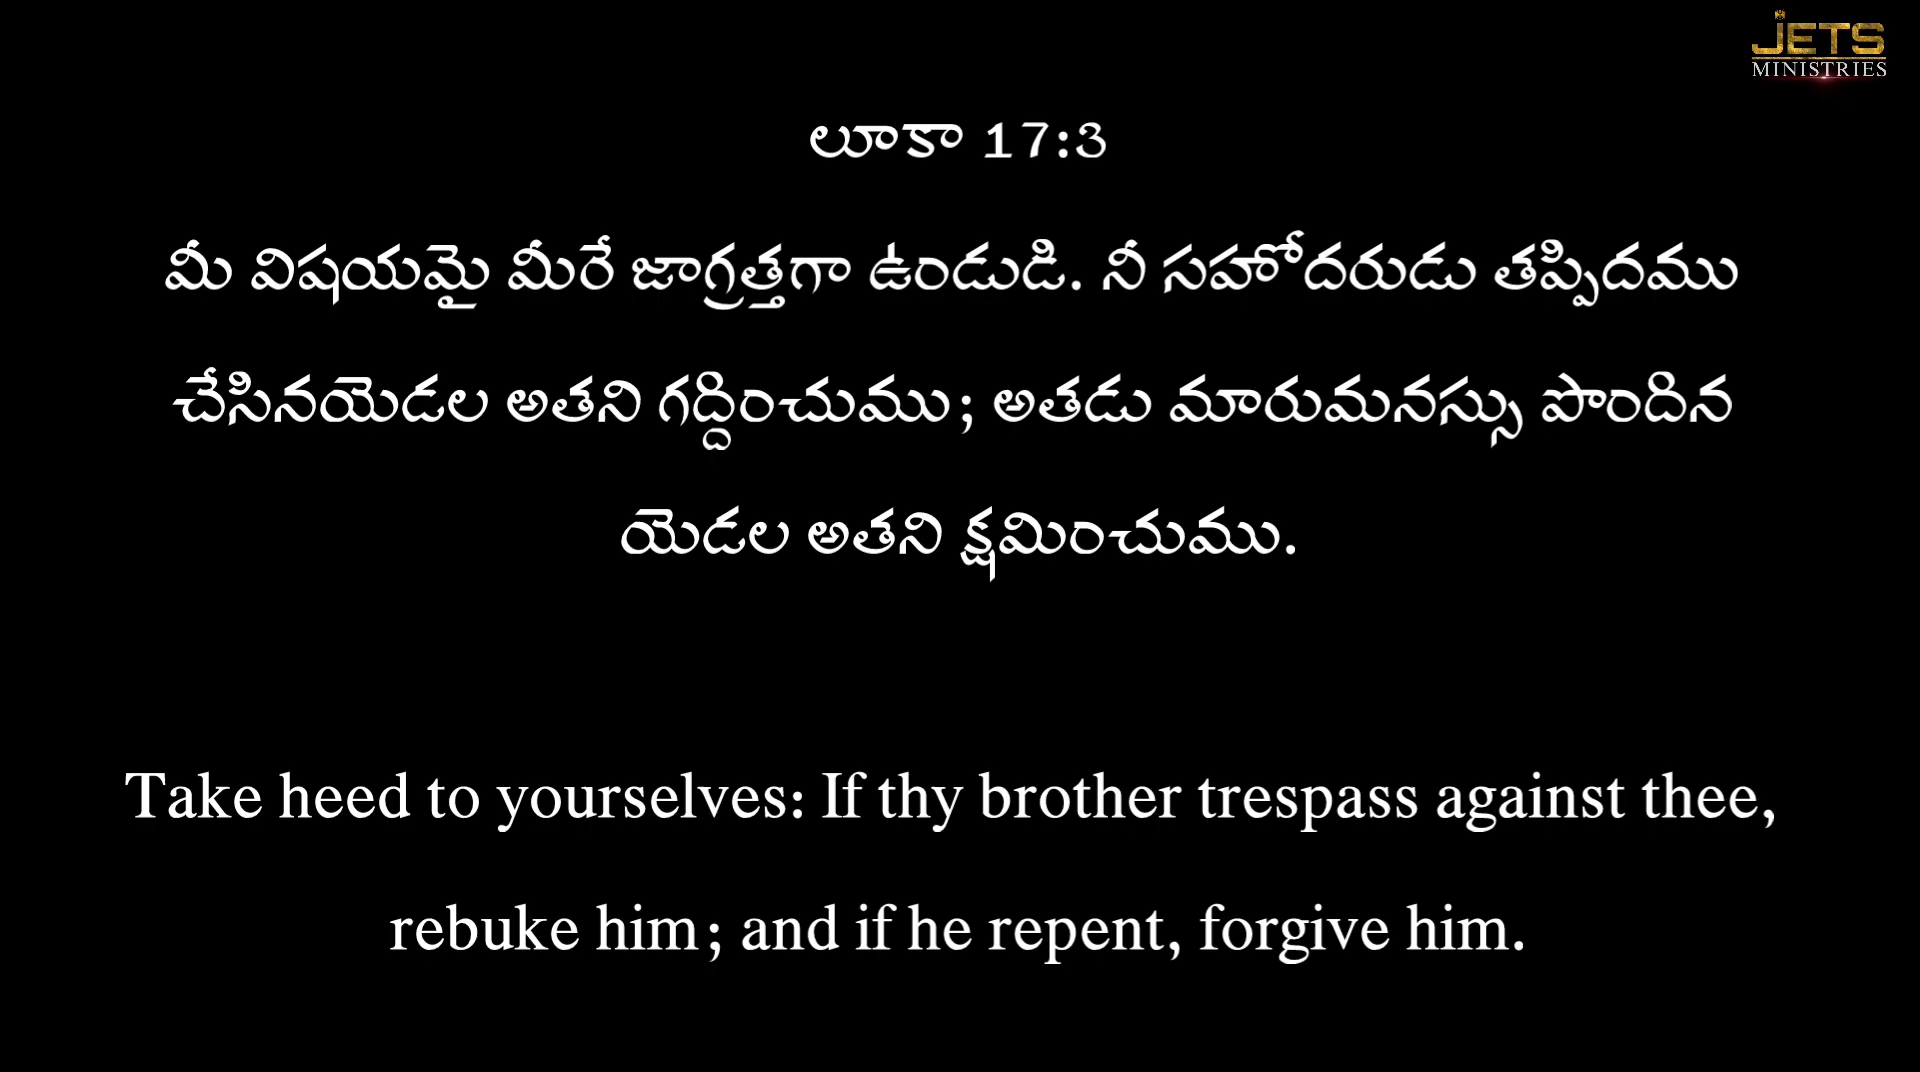 JETS
MINISTRIES
లూకా 17:3
మీ విషయమై మీరే జాగ్రత్తగా ఉండుడి. నీ సహోదరుడు తప్పిదము
చేసినయెడల అతని గద్దించుము; అతడు మారుమనస్సు పొందిన
యెడల అతని క్షమించుము.
Take heed to yourselves: If thy brother trespass against thee,
rebuke him; and if he repent, forgive him.